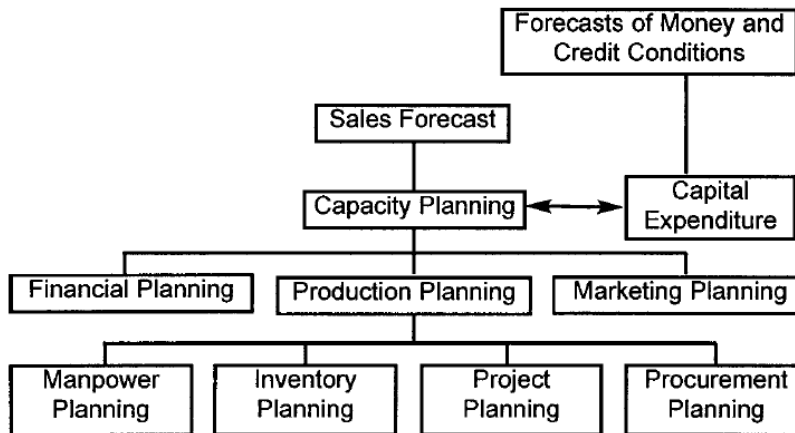 Forecasts of Money and
Credit Conditions
Sales Forecast
Capacity Planning
Capital
Expenditure
Financial Planning
Production Planning
Marketing Planning
Manpower
Planning
Inventory
Planning
Project
Planning
Procurement
Planning